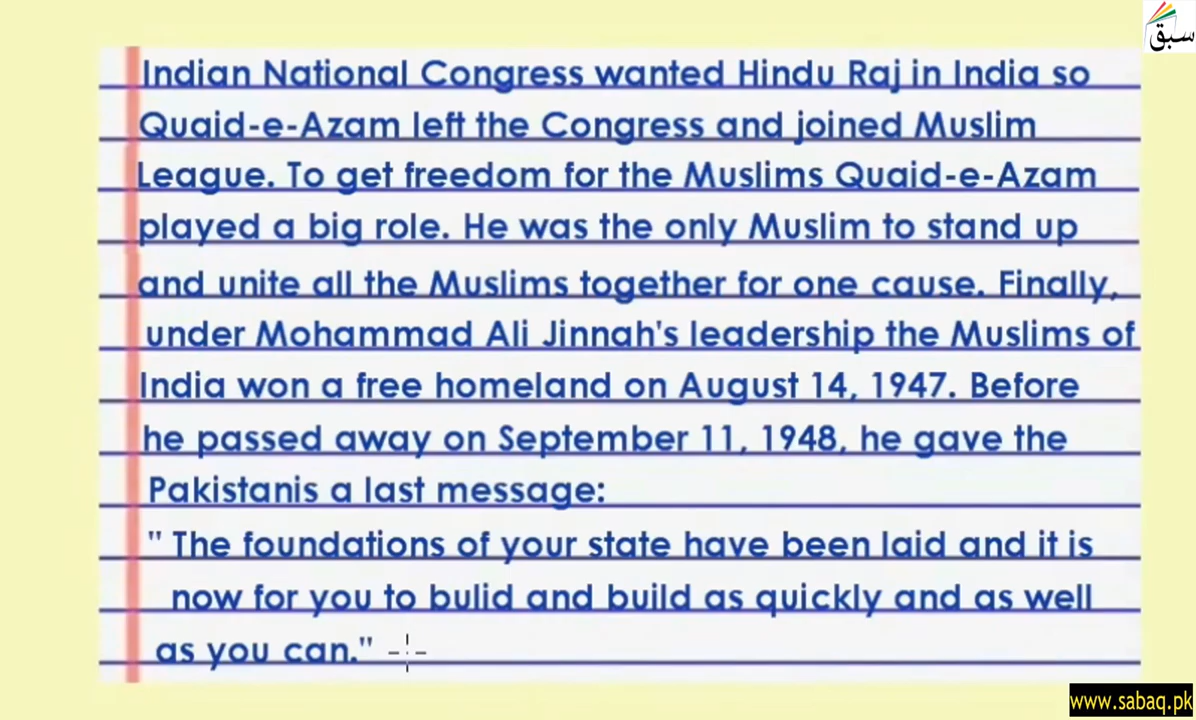 سبق
Indian National Congress wanted Hindu Raj in India so
Quaid-e-Azam left the Congress and joined Muslim
League. To get freedom for the Muslims Quaid-e-Azam
played a big role. He was the only Muslim to stand up
and unite all the Muslims together for one cause. Finally,
under Mohammad Ali Jinnah's leadership the Muslims of
India won a free homeland on August 14, 1947. Before
he passed away on September 11, 1948, he gave the
Pakistanis a last message:
" The foundations of your state have been laid and it is
now for you to bulid and build as quickly and as well
as you can."
www.sabaq.pk